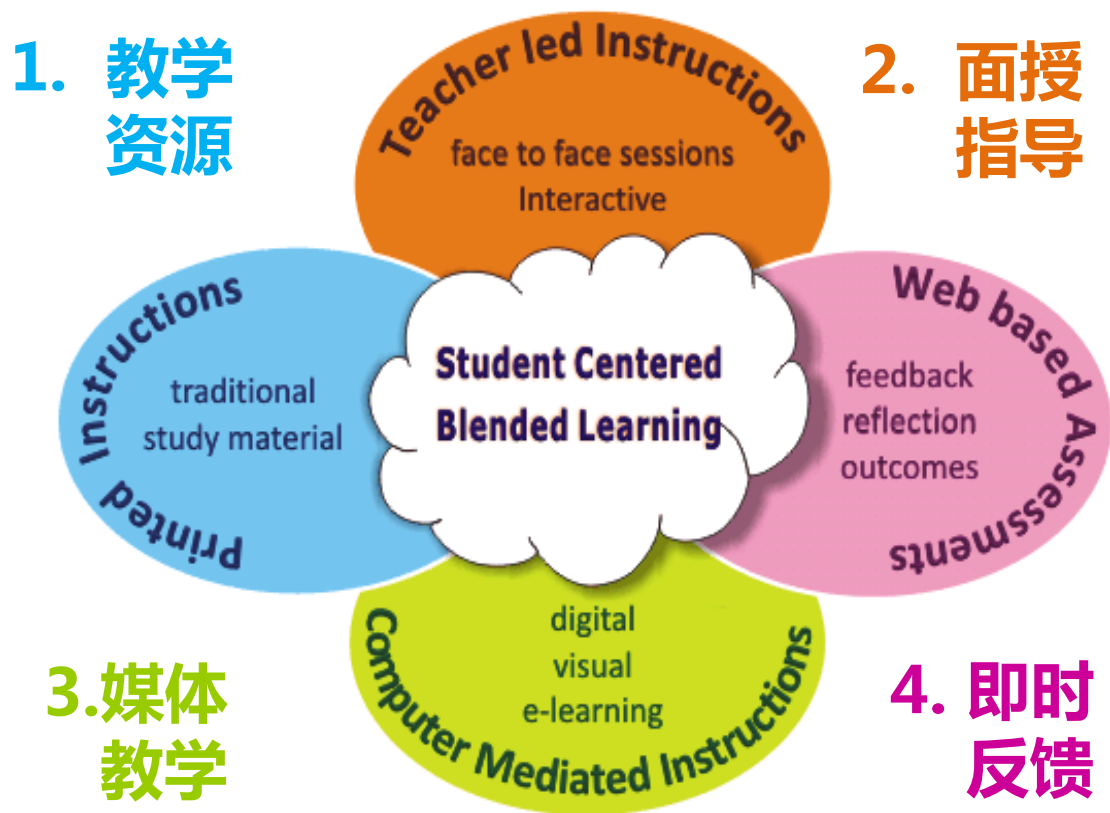 1. 教学
资源
2. 面授
指导
Teacher led Instructions
face to face sessions
Interactive
Printed Instructions
traditional
study material
Student Centered
Blended Learning
Web based Assessments
feedback
reflection
outcomes
digital
visual
e-learning
Computer Mediated Instructions
3.媒体
教学
4. 即时
反馈